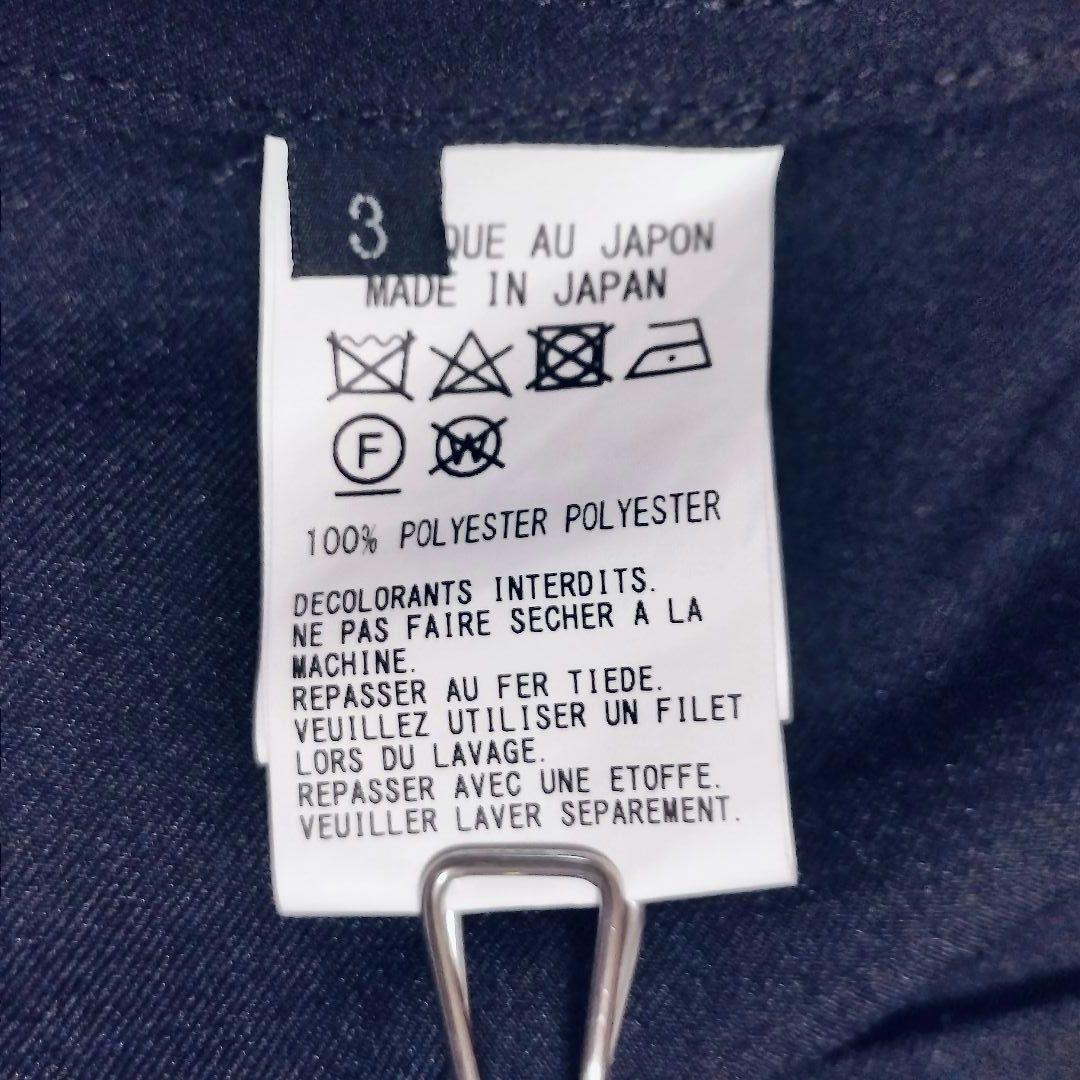 3
QUE AU JAPON
MADE IN JAPAN
F
W
100% POLYESTER POLYESTER
DECOLORANTS INTERDITS.
NE PAS FAIRE SECHER A LA
MACHINE.
REPASSER AU FER TIEDE.
VEUILLEZ UTILISER UN FILET
LORS DU LAVAGE.
REPASSER AVEC UNE ETOFFE.
VEUILLER LAVER SEPAREMENT.